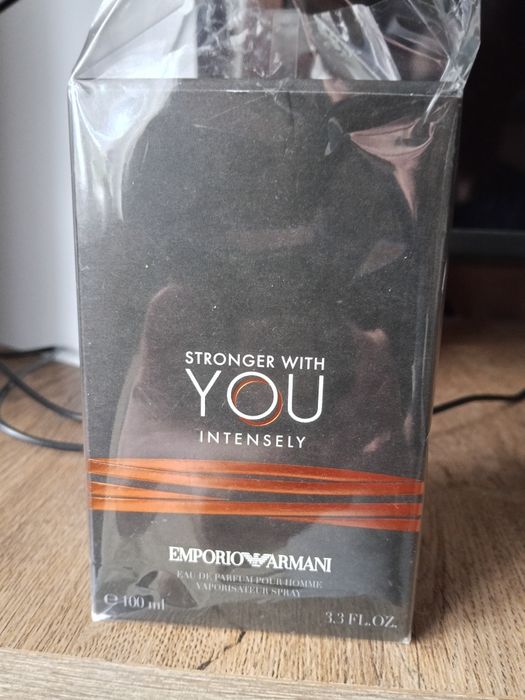 STRONGER WITH
YOU
INTENSELY
EMPORIO ARMANI
EAU DE PARFUM POUR HOMME
VAPORISATEUR SPRAY
℮ 100 ml
3.3 FL.OZ.